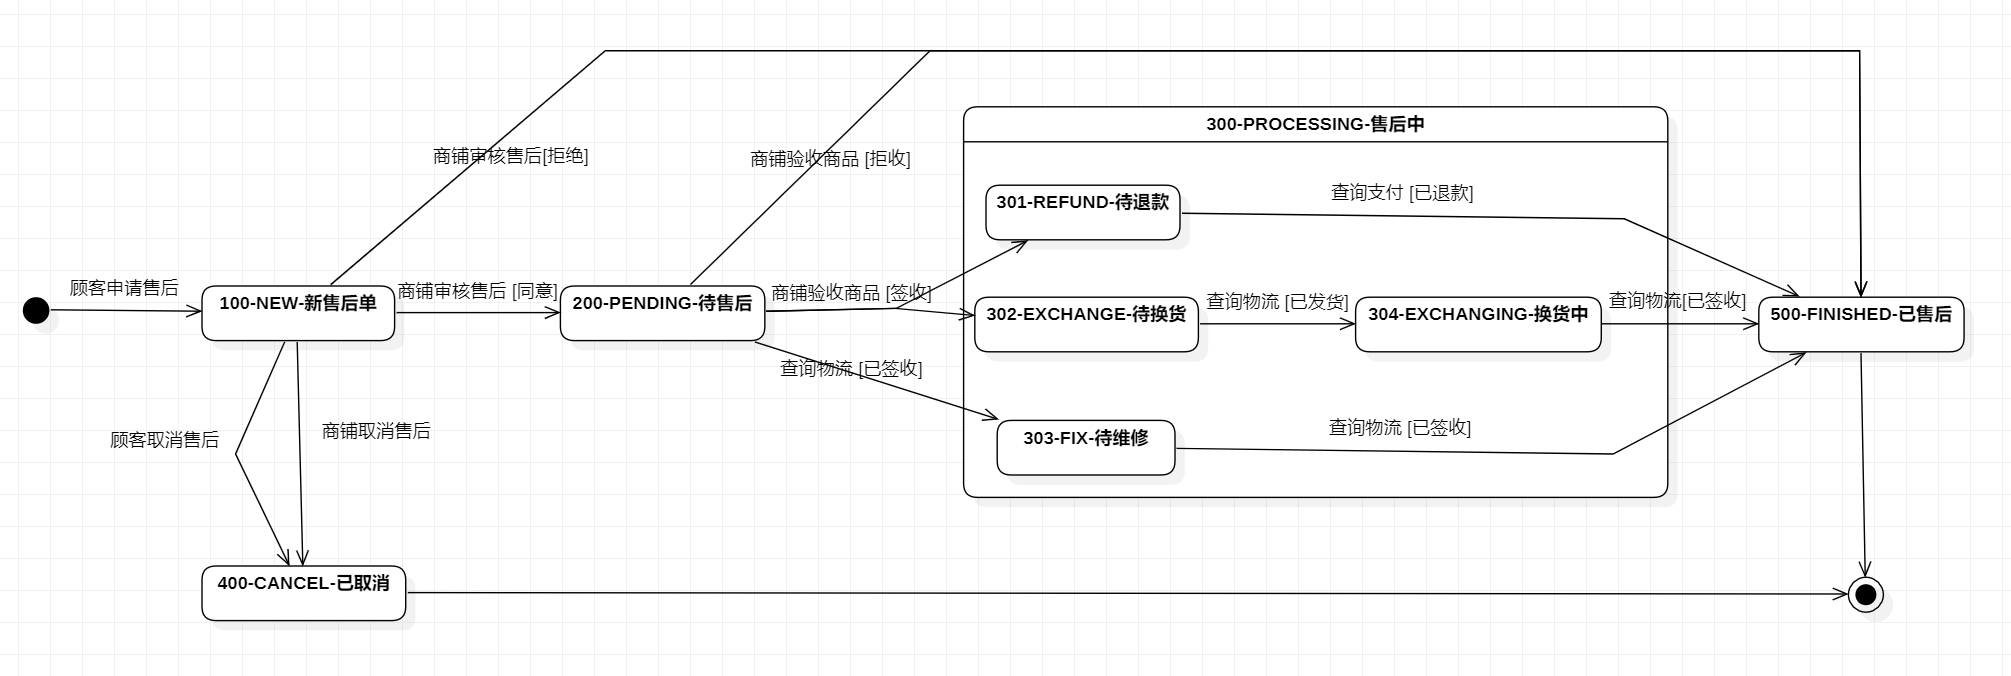 300-PROCESSING-售后中
商铺审核售后[拒绝]
商铺验收商品 [拒收]
301-REFUND-待退款
查询支付 [已退款]
顾客申请售后
100-NEW-新售后单
商铺审核售后 [同意]
200-PENDING-待售后
商铺验收商品 [签收]
302-EXCHANGE-待换货
查询物流 [已发货]
304-EXCHANGING-换货中
查询物流[已签收]
500-FINISHED-已售后
查询物流 [已签收]
顾客取消售后
商铺取消售后
303-FIX-待维修
查询物流 [已签收]
400-CANCEL-已取消